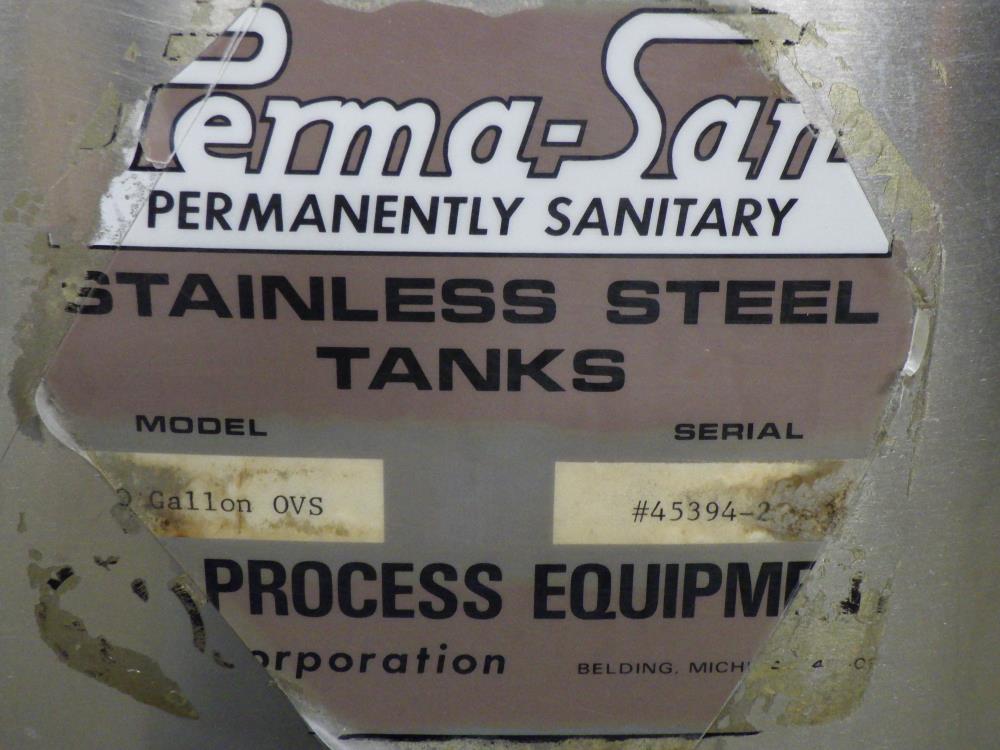 Perma-San
PERMANENTLY SANITARY
STAINLESS STEEL
TANKS
MODEL SERIAL
Gallon OVS #45394-2
PROCESS EQUIPME
orporation BELDING, MICH